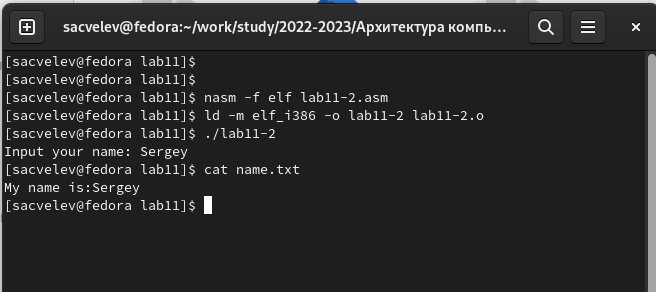 sacvelev@fedora:~/work/study/2022-2023/Архитектура компь…
[sacvelev@fedora lab11]$
[sacvelev@fedora lab11]$
[sacvelev@fedora lab11]$ nasm -f elf lab11-2.asm
[sacvelev@fedora lab11]$ ld -m elf_i386 -o lab11-2 lab11-2.o
[sacvelev@fedora lab11]$ ./lab11-2
Input your name: Sergey
[sacvelev@fedora lab11]$ cat name.txt
My name is:Sergey
[sacvelev@fedora lab11]$